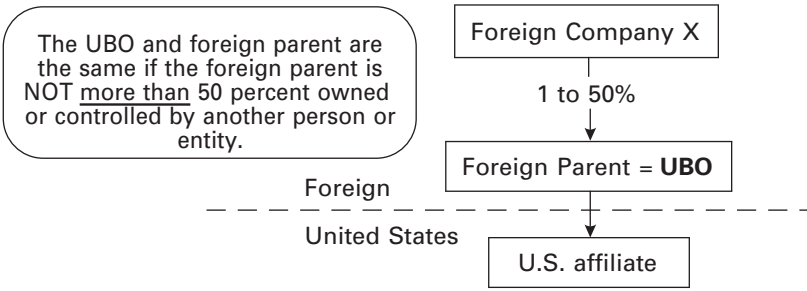 The UBO and foreign parent are
the same if the foreign parent is
NOT more than 50 percent owned
or controlled by another person or
entity.
Foreign Company X
1 to 50%
Foreign Parent = UBO
Foreign
United States
U.S. affiliate